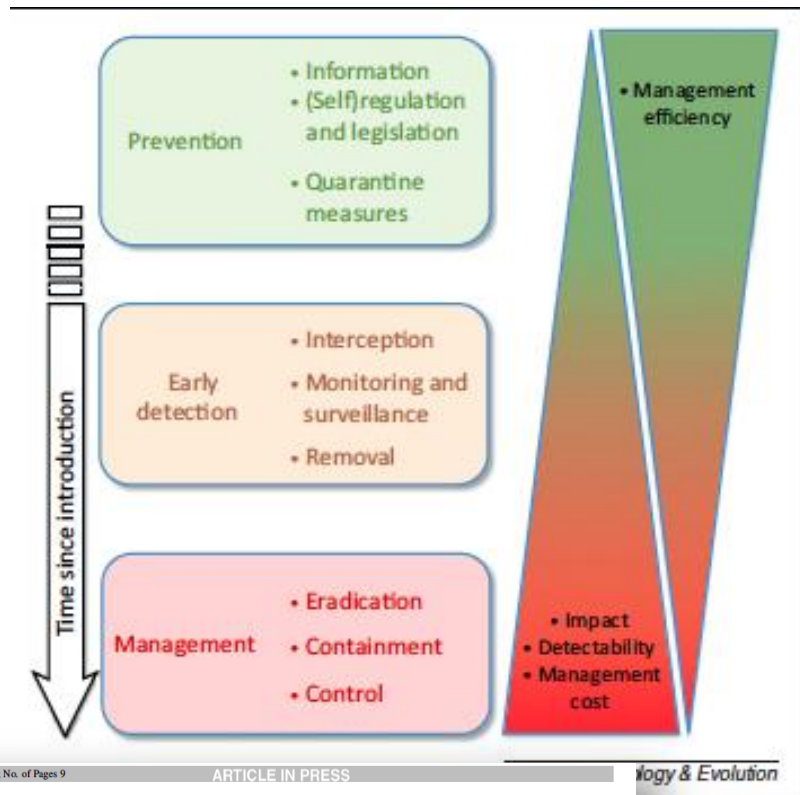 Prevention
• Information
• (Self)regulation
and legislation
• Quarantine
measures
Early
detection
• Interception
• Monitoring and
surveillance
• Removal
Management
• Eradication
• Containment
• Control
Time since introduction
• Management
efficiency
• Impact
• Detectability
• Management
cost
No. of Pages 9
ARTICLE IN PRESS
& Evolution